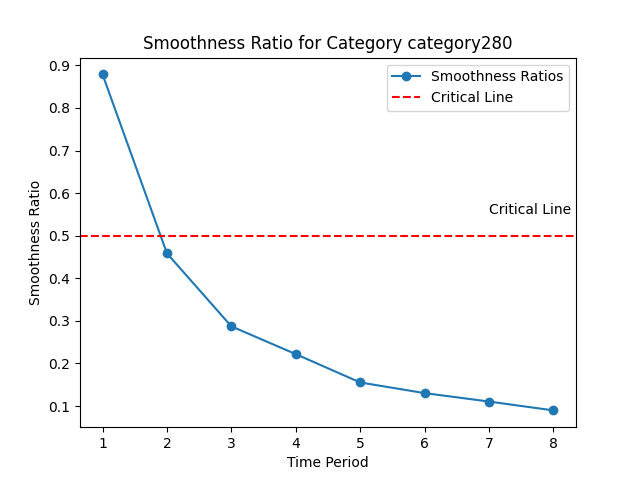 Smoothness Ratio for Category category280
Smoothness Ratios
Critical Line
Critical Line
Smoothness Ratio
0.9
0.8
0.7
0.6
0.5
0.4
0.3
0.2
0.1
1 2 3 4 5 6 7 8
Time Period